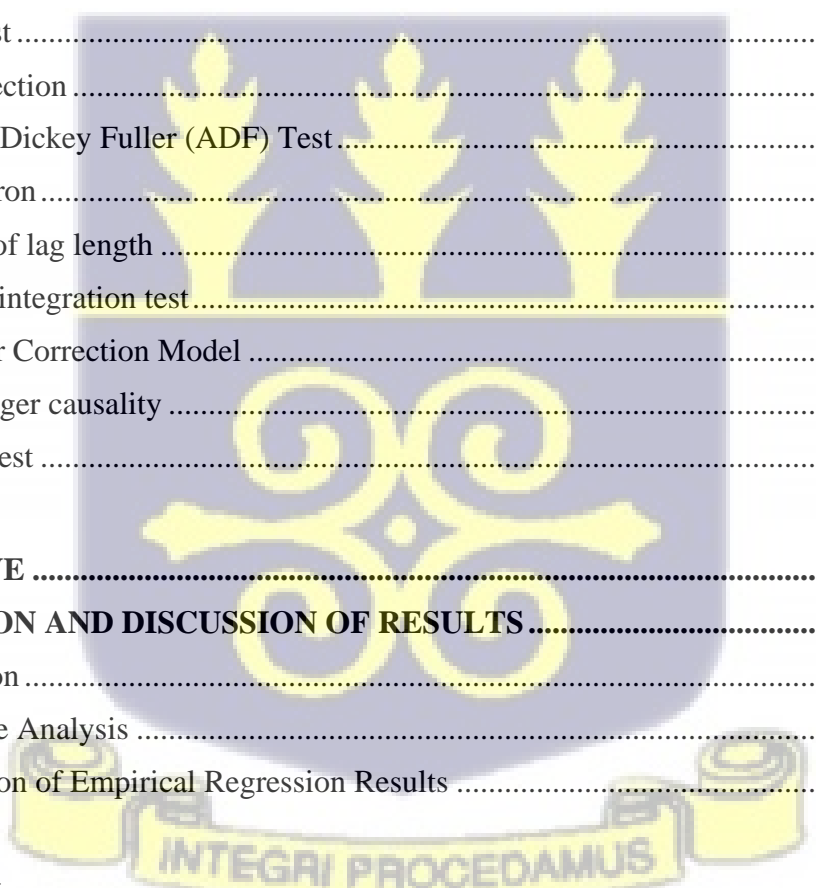 st ........................................................................................................
ection ........................................................................................................
Dickey Fuller (ADF) Test ........................................................................................................
ron ........................................................................................................
of lag length ........................................................................................................
integration test ........................................................................................................
r Correction Model ........................................................................................................
ger causality ........................................................................................................
est ........................................................................................................
VE ........................................................................................................
ON AND DISCUSSION OF RESULTS ........................................................................................................
on ........................................................................................................
e Analysis ........................................................................................................
on of Empirical Regression Results ........................................................................................................
INTEGRI PROCEDAMUS